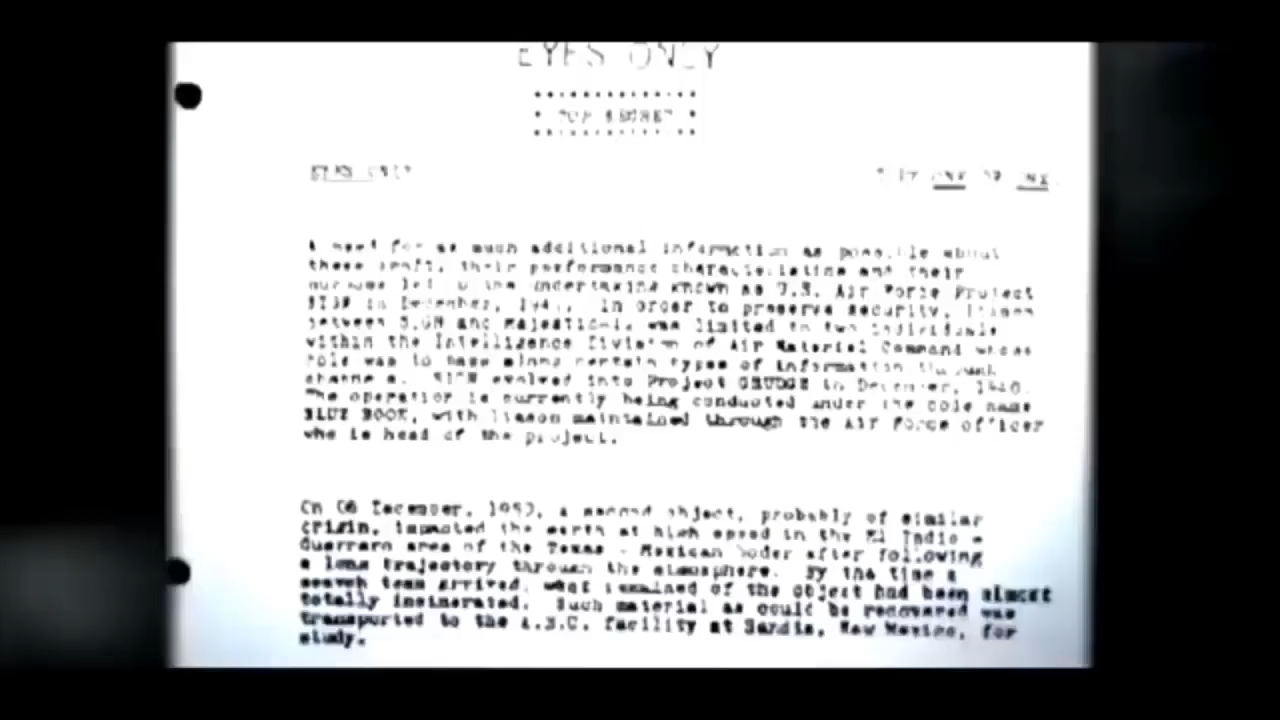 EYES ONLY
* TOP SECRET *
EYES ONLY COPY ONE OF ONE.
A need for as much additional information as possible about
these craft, their performance characteristics and their
purpose led to the undertaking known as U.S. Air Force Project
SIGN in December, In order to preserve security, liason
between SIGN and Majestic was limited to two individuals
within the Intelligence Division of Air Materiel Command whose
role was to pass along certain types of information through
channels. SIGN evolved into Project GRUDGE in December,
The operation is currently being conducted under the code name
BLUE BOOK, with liason maintained through the Air Force officer
who is head of the project.
On 06 December, a second object, probably of similar
origin, impacted the earth at high speed in the El Indio -
Guerrero area of the Texas - Mexican boder after following
a long trajectory through the atmosphere. By the time a
search team arrived, what remained of the object had been almost
totally incinerated. Such material as could be recovered was
transported to the A.E.C. facility at Sandia, New Mexico, for
study.